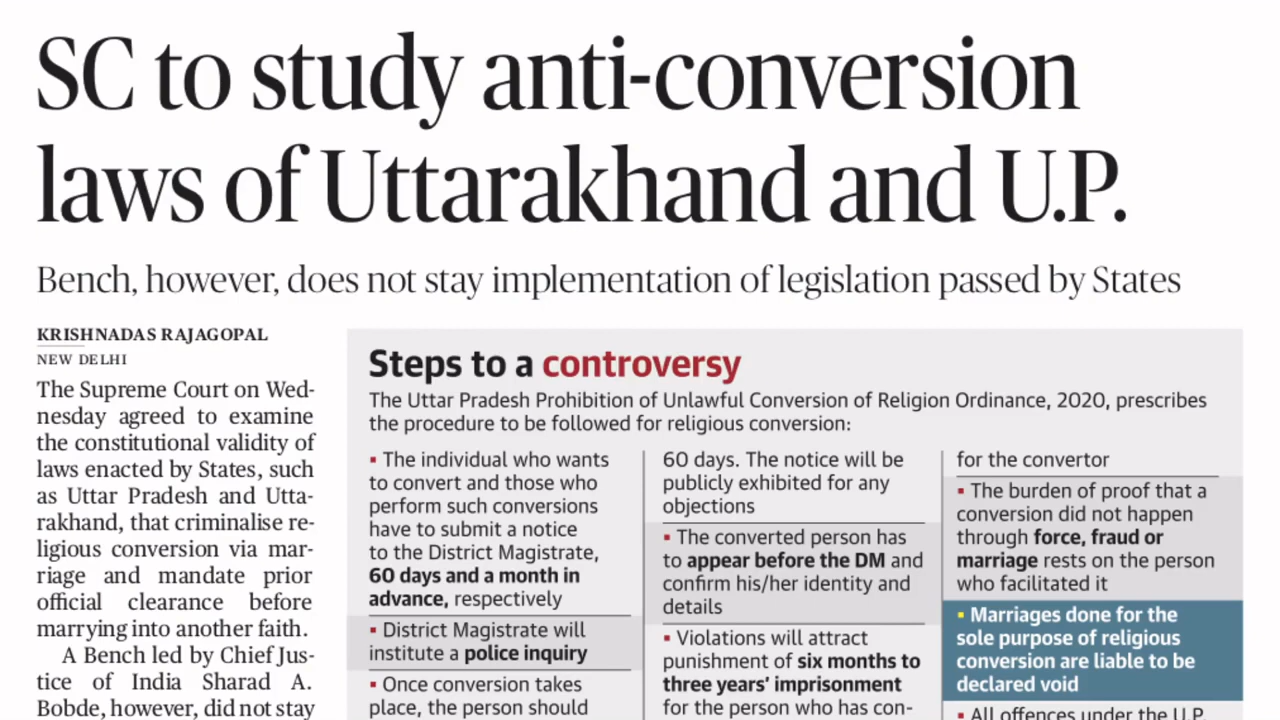 SC to study anti-conversion
laws of Uttarakhand and U.P.
Bench, however, does not stay implementation of legislation passed by States
KRISHNADAS RAJAGOPAL
NEW DELHI
The Supreme Court on Wed-
nesday agreed to examine
the constitutional validity of
laws enacted by States, such
as Uttar Pradesh and Utta-
rakhand, that criminalise re-
ligious conversion via mar-
riage and mandate prior
official clearance before
marrying into another faith.
A Bench led by Chief Jus-
tice of India Sharad A.
Bobde, however, did not stay
Steps to a controversy
The Uttar Pradesh Prohibition of Unlawful Conversion of Religion Ordinance, 2020, prescribes
the procedure to be followed for religious conversion:
▪ The individual who wants
to convert and those who
perform such conversions
have to submit a notice
to the District Magistrate,
60 days and a month in
advance, respectively
▪ District Magistrate will
institute a police inquiry
▪ Once conversion takes
place, the person should
60 days. The notice will be
publicly exhibited for any
objections
▪ The converted person has
to appear before the DM and
confirm his/her identity and
details
▪ Violations will attract
punishment of six months to
three years' imprisonment
for the person who has con-
for the convertor
▪ The burden of proof that a
conversion did not happen
through force, fraud or
marriage rests on the person
who facilitated it
▪ Marriages done for the
sole purpose of religious
conversion are liable to be
declared void
▪ All offences under the U.P.